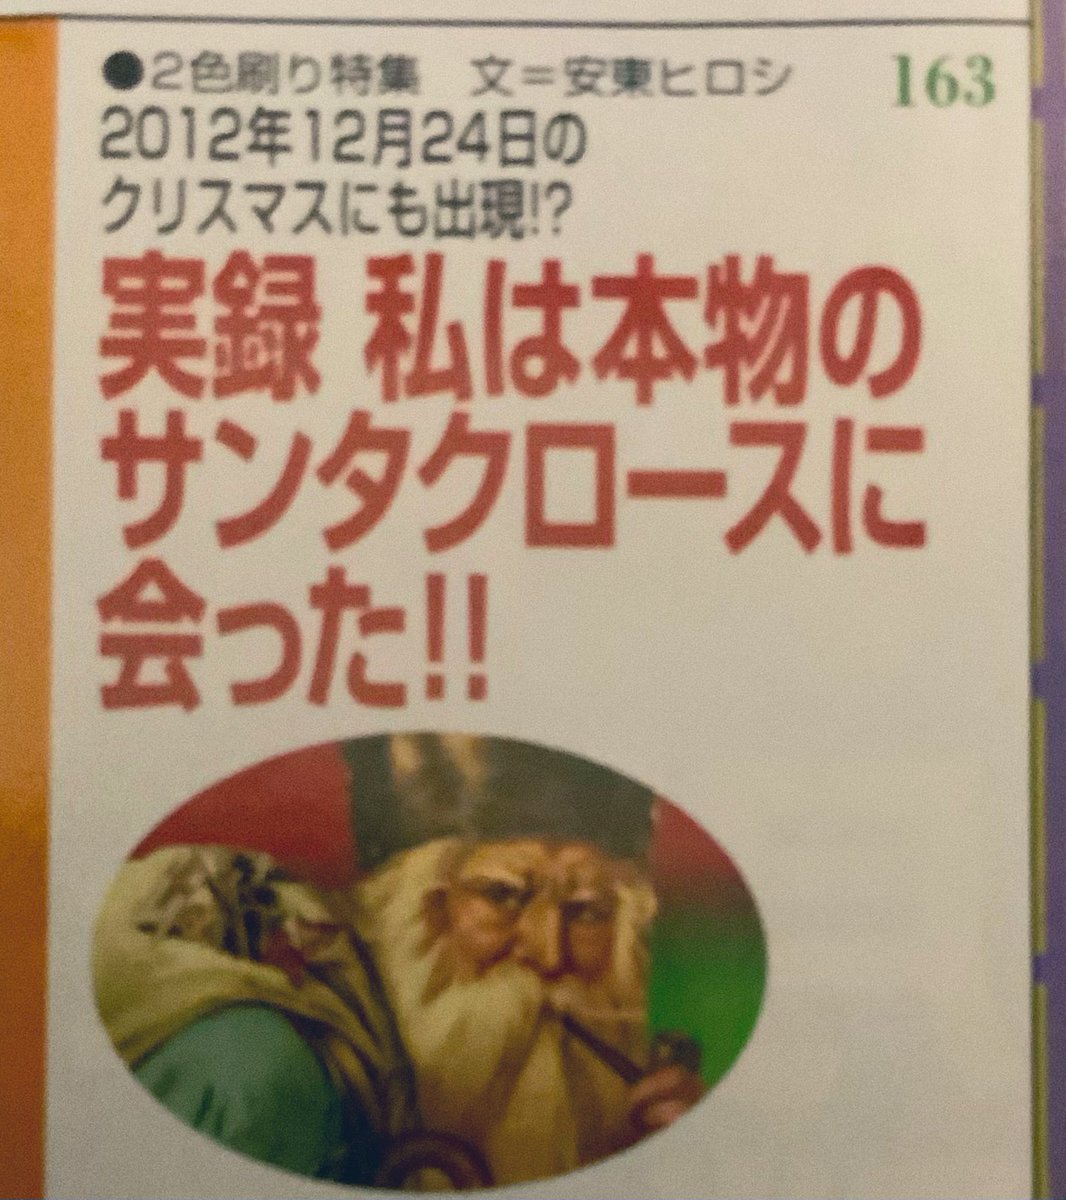 ●2色刷り特集 文=安東ヒロシ 163
2012年12月24日の
クリスマスにも出現!?
実録 私は本物の
サンタクロースに
会った!!